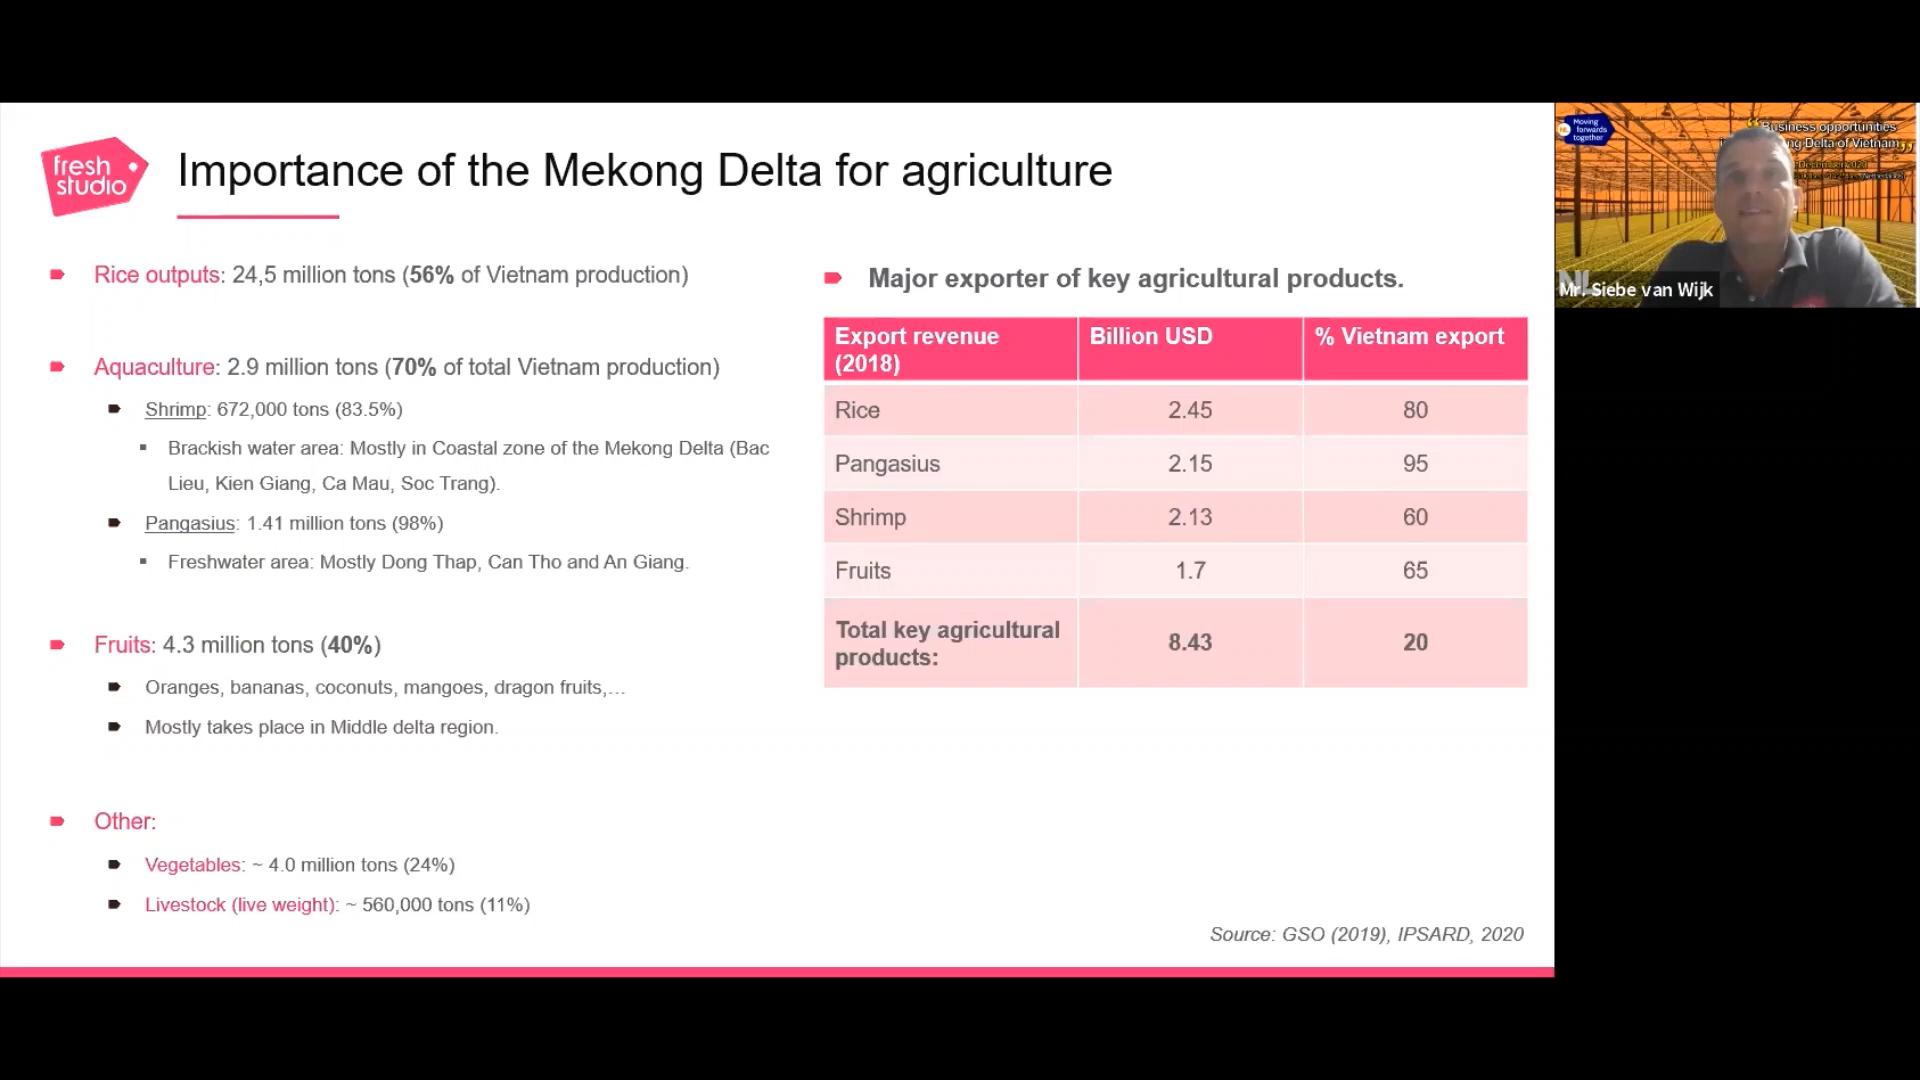 fresh
studio
Importance of the Mekong Delta for agriculture
Rice outputs: 24,5 million tons (56% of Vietnam production)
Aquaculture: 2.9 million tons (70% of total Vietnam production)
Shrimp: 672,000 tons (83.5%)
Brackish water area: Mostly in Coastal zone of the Mekong Delta (Bac
Lieu, Kien Giang, Ca Mau, Soc Trang).
Pangasius: 1.41 million tons (98%)
Freshwater area: Mostly Dong Thap, Can Tho and An Giang.
Fruits: 4.3 million tons (40%)
Oranges, bananas, coconuts, mangoes, dragon fruits,...
Mostly takes place in Middle delta region.
Other:
Vegetables: ~ 4.0 million tons (24%)
Livestock (live weight): ~ 560,000 tons (11%)
Major exporter of key agricultural products.
Export revenue (2018) Billion USD % Vietnam export
Rice 2.45 80
Pangasius 2.15 95
Shrimp 2.13 60
Fruits 1.7 65
Total key agricultural products: 8.43 20
Source: GSO (2019), IPSARD, 2020
NL
Moving
forwards
together
Business opportunities
Delta of Vietnam
NL
Mr. Siebe van Wijk